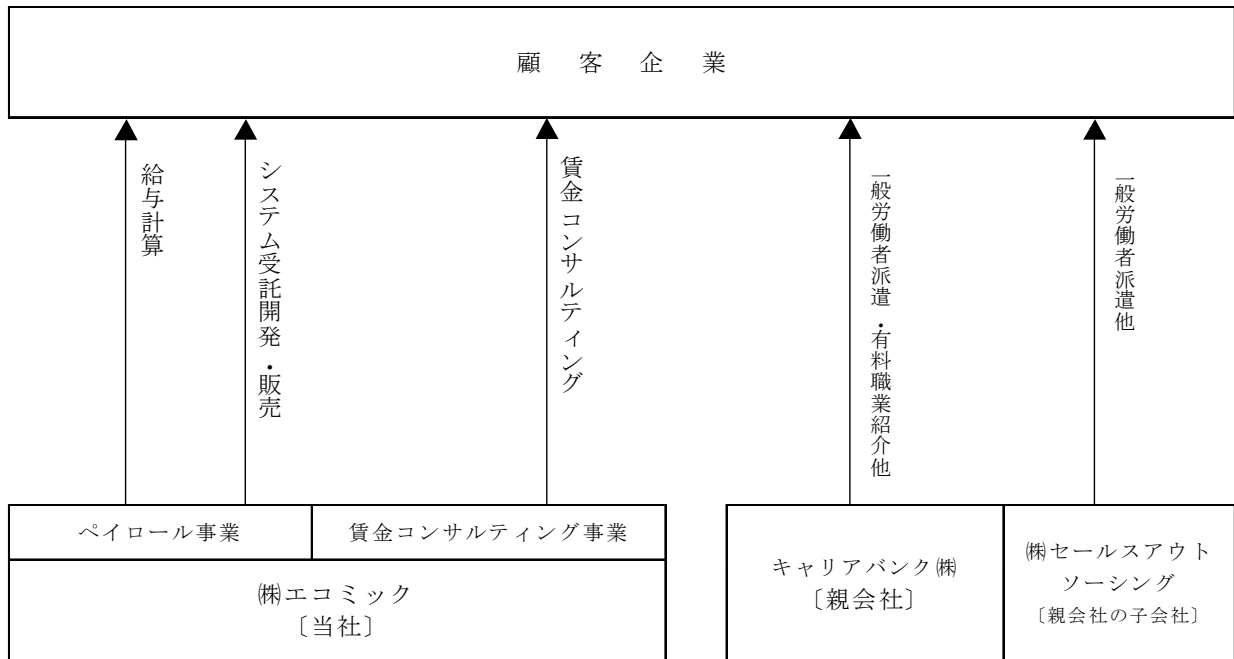 顧客企業
給与計算
システム受託開発・販売
賃金コンサルティング
一般労働者派遣・有料職業紹介他
一般労働者派遣他
ペイロール事業
賃金コンサルティング事業
㈱エコミック
〔当社〕
キャリアバンク㈱
〔親会社〕
㈱セールスアウト
ソーシング
〔親会社の子会社〕